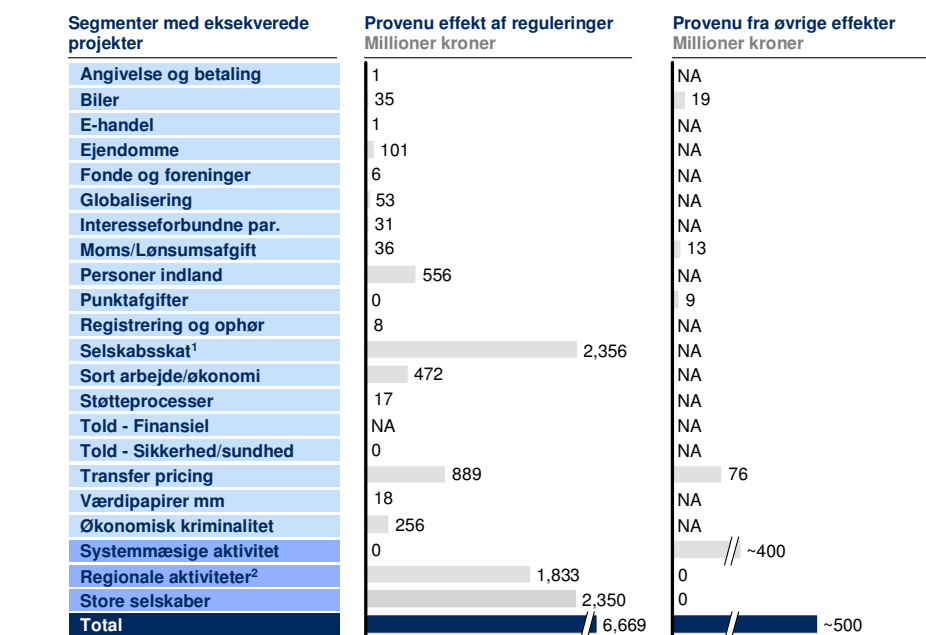 Segmenter med eksekverede Provenu effekt af reguleringer Provenu fra øvrige effekter
projekter Millioner kroner Millioner kroner
Angivelse og betaling 1 NA
Biler 35 19
E-handel 1 NA
Ejendomme 101 NA
Fonde og foreninger 6 NA
Globalisering 53 NA
Interesseforbundne par. 31 NA
Moms/Lønsumsafgift 36 13
Personer indland 556 NA
Punktafgifter 0 9
Registrering og ophør 8 NA
Selskabsskat¹ 2,356 NA
Sort arbejde/økonomi 472 NA
Støtteprocesser 17 NA
Told - Finansiel NA NA
Told - Sikkerhed/sundhed 0 NA
Transfer pricing 889 76
Værdipapirer mm 18 NA
Økonomisk kriminalitet 256 NA
Systemmæsige aktivitet 0 ~400
Regionale aktiviteter² 1,833 0
Store selskaber 2,350 0
Total 6,669 ~500